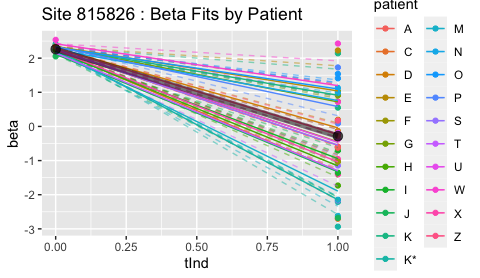 Site 815826 : Beta Fits by Patient
patient
2
1
0
-1
-2
-3
beta
0.00 0.25 0.50 0.75 1.00
tInd
A M
C N
D O
E P
F S
G T
H U
I W
J X
K Z
K*